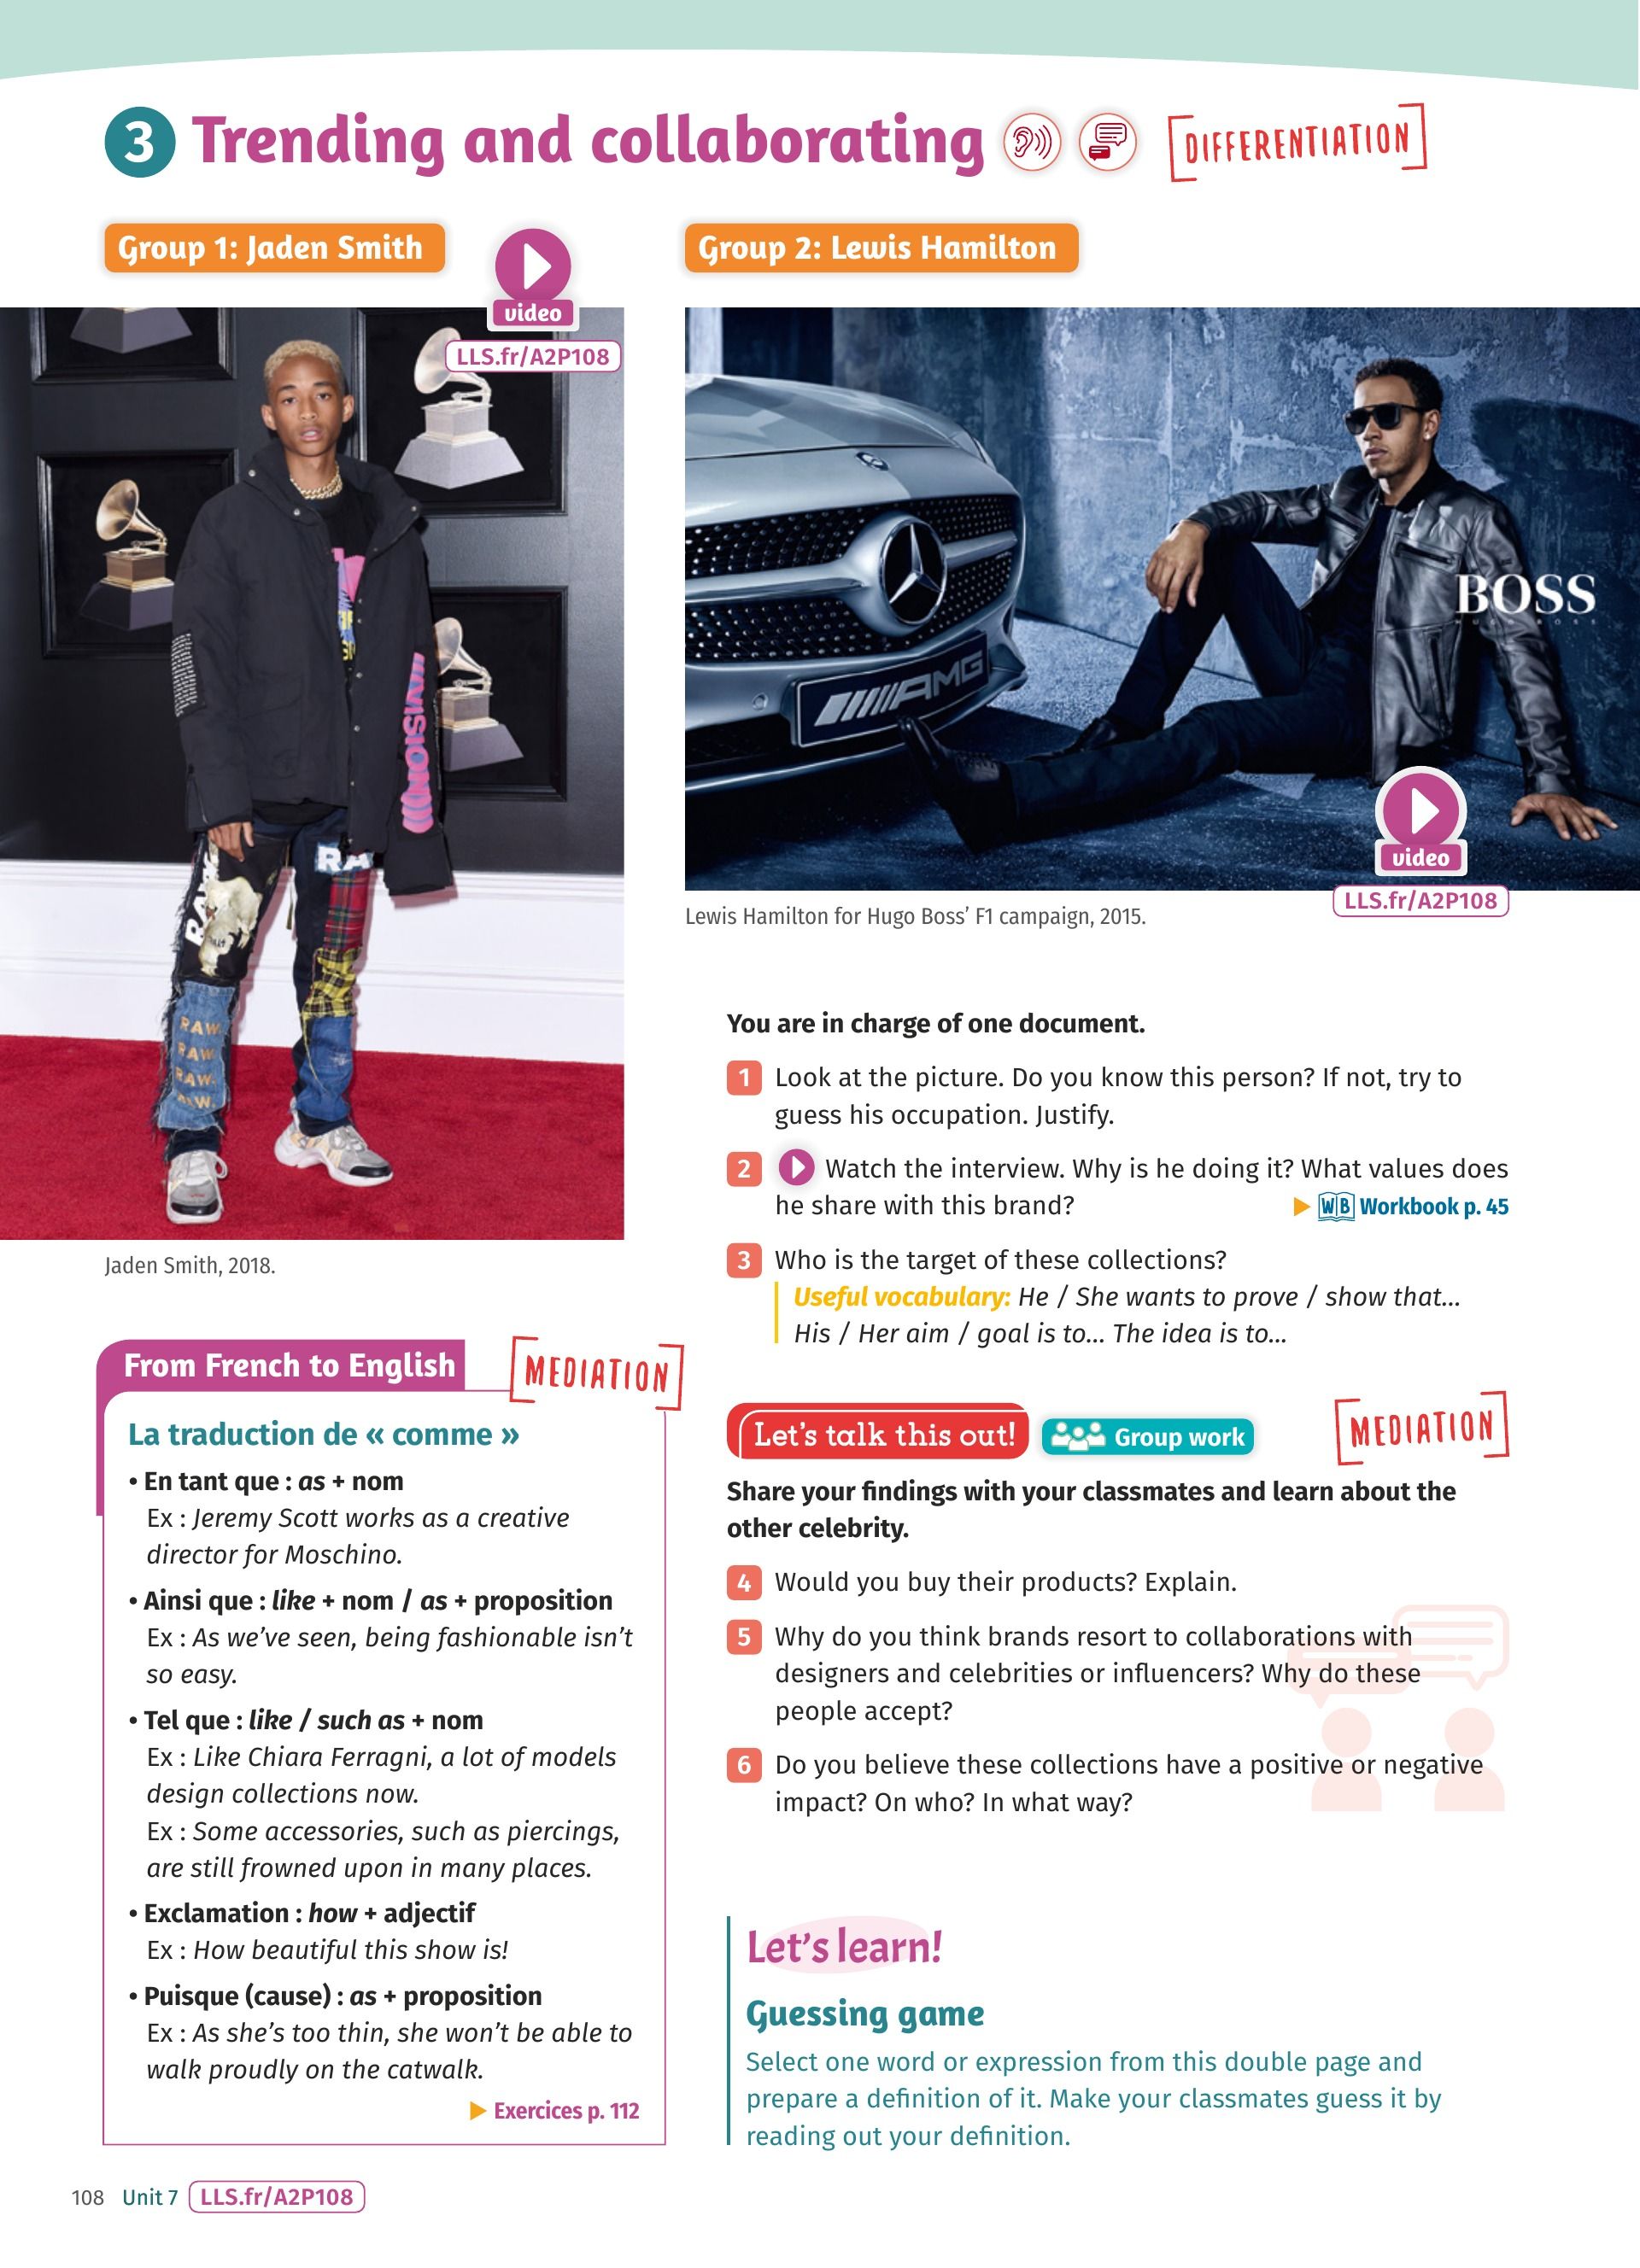 3 Trending and collaborating
DIFFERENTIATION
Group 1: Jaden Smith
video
LLS.fr/A2P108
RA
RAW
RAW
RAW
Jaden Smith, 2018.
Group 2: Lewis Hamilton
AMG
BOSS
HUGO BOSS
video
LLS.fr/A2P108
Lewis Hamilton for Hugo Boss’ F1 campaign, 2015.
You are in charge of one document.
1 Look at the picture. Do you know this person? If not, try to
guess his occupation. Justify.
2 Watch the interview. Why is he doing it? What values does
he share with this brand?
WB Workbook p. 45
3 Who is the target of these collections?
Useful vocabulary: He / She wants to prove / show that…
His / Her aim / goal is to… The idea is to…
From French to English
MEDIATION
La traduction de « comme »
• En tant que : as + nom
Ex : Jeremy Scott works as a creative
director for Moschino.
• Ainsi que : like + nom / as + proposition
Ex : As we’ve seen, being fashionable isn’t
so easy.
• Tel que : like / such as + nom
Ex : Like Chiara Ferragni, a lot of models
design collections now.
Ex : Some accessories, such as piercings,
are still frowned upon in many places.
• Exclamation : how + adjectif
Ex : How beautiful this show is!
• Puisque (cause) : as + proposition
Ex : As she’s too thin, she won’t be able to
walk proudly on the catwalk.
Exercices p. 112
Let’s talk this out!
Group work
MEDIATION
Share your findings with your classmates and learn about the
other celebrity.
4 Would you buy their products? Explain.
5 Why do you think brands resort to collaborations with
designers and celebrities or influencers? Why do these
people accept?
6 Do you believe these collections have a positive or negative
impact? On who? In what way?
Let’s learn!
Guessing game
Select one word or expression from this double page and
prepare a definition of it. Make your classmates guess it by
reading out your definition.
108 Unit 7 LLS.fr/A2P108